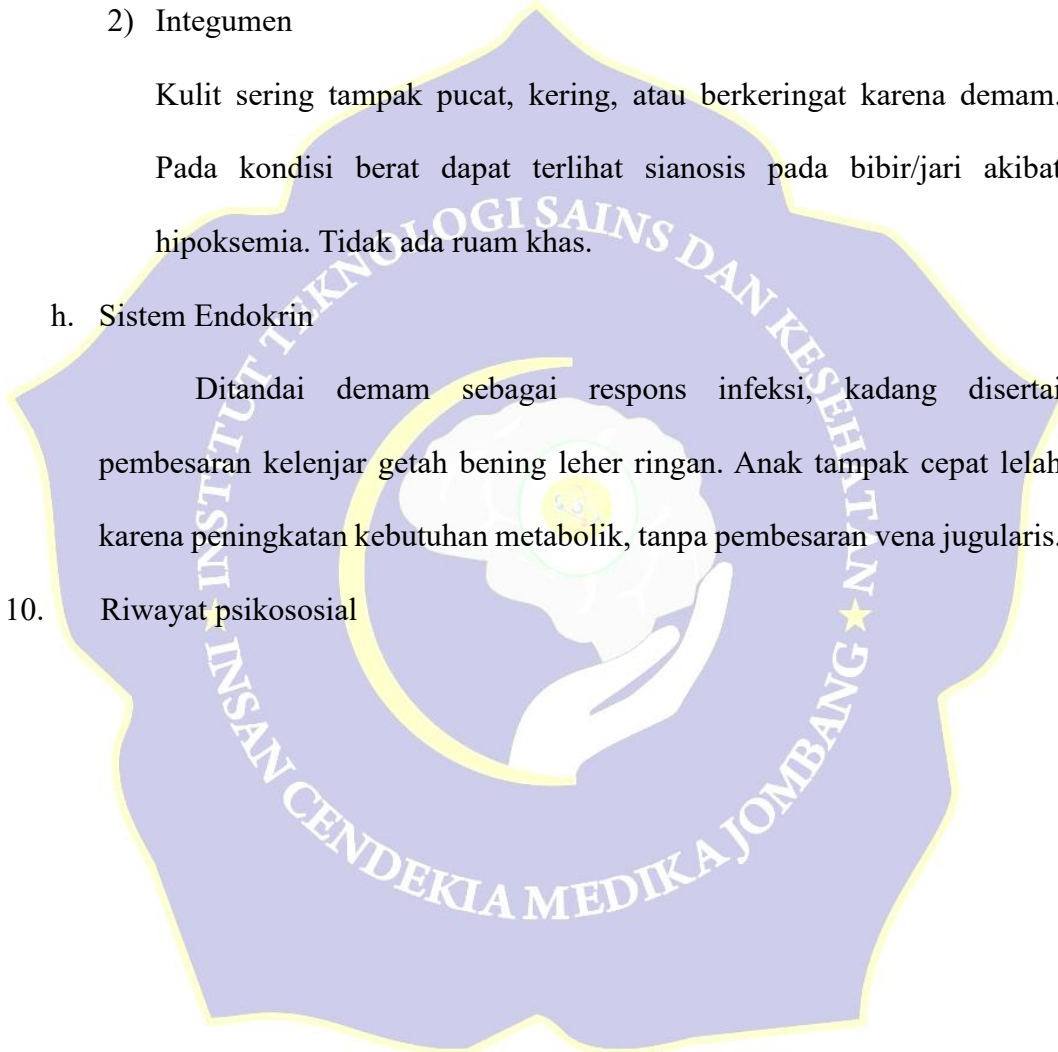 2) Integumen
Kulit sering tampak pucat, kering, atau berkeringat karena demam.
Pada kondisi berat dapat terlihat sianosis pada bibir/jari akibat
hipoksemia. Tidak ada ruam khas.
h. Sistem Endokrin
Ditandai demam sebagai respons infeksi, kadang disertai
pembesaran kelenjar getah bening leher ringan. Anak tampak cepat lelah
karena peningkatan kebutuhan metabolik, tanpa pembesaran vena jugularis.
10. Riwayat psikososial
INSTITUT TEKNOLOGI SAINS DAN KESEHATAN
INSAN CENDEKIA MEDIKA JOMBANG